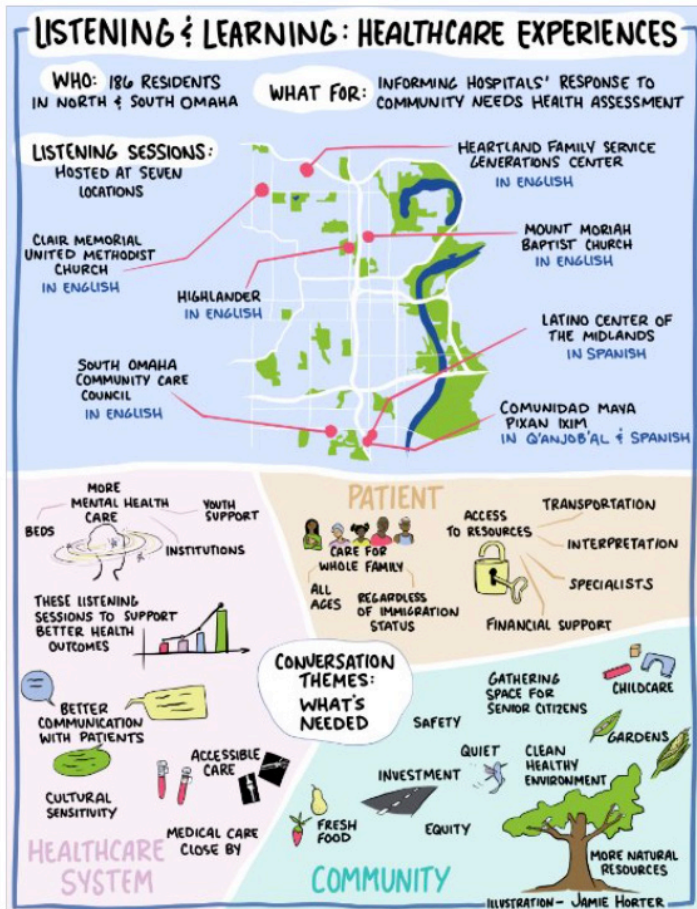 LISTENING & LEARNING: HEALTHCARE EXPERIENCES
WHO: 186 RESIDENTS
IN NORTH & SOUTH OMAHA
WHAT FOR: INFORMING HOSPITALS' RESPONSE TO
COMMUNITY NEEDS HEALTH ASSESSMENT
LISTENING SESSIONS:
HOSTED AT SEVEN
LOCATIONS
HEARTLAND FAMILY SERVICE
GENERATIONS CENTER
IN ENGLISH
CLAIR MEMORIAL
UNITED METHODIST
CHURCH
IN ENGLISH
MOUNT MORIAH
BAPTIST CHURCH
IN ENGLISH
HIGHLANDER
IN ENGLISH
LATINO CENTER OF
THE MIDLANDS
IN SPANISH
SOUTH OMAHA
COMMUNITY CARE
COUNCIL
IN ENGLISH
COMUNIDAD MAYA
PIXAN IXIM
IN Q'ANJOB'AL & SPANISH
MORE
MENTAL HEALTH
CARE
YOUTH
SUPPORT
BEDS
INSTITUTIONS
THESE LISTENING
SESSIONS TO SUPPORT
BETTER HEALTH
OUTCOMES
BETTER
COMMUNICATION
WITH PATIENTS
ACCESSIBLE
CARE
CULTURAL
SENSITIVITY
MEDICAL CARE
CLOSE BY
HEALTHCARE
SYSTEM
PATIENT
CARE FOR
WHOLE FAMILY
ALL
AGES
REGARDLESS
OF IMMIGRATION
STATUS
ACCESS
TO RESOURCES
TRANSPORTATION
INTERPRETATION
SPECIALISTS
FINANCIAL SUPPORT
CONVERSATION
THEMES:
WHAT'S
NEEDED
GATHERING
SPACE FOR
SENIOR CITIZENS
CHILDCARE
SAFETY
GARDENS
QUIET
CLEAN
HEALTHY
ENVIRONMENT
INVESTMENT
FRESH
FOOD
EQUITY
MORE NATURAL
RESOURCES
COMMUNITY
ILLUSTRATION- JAMIE HORTER